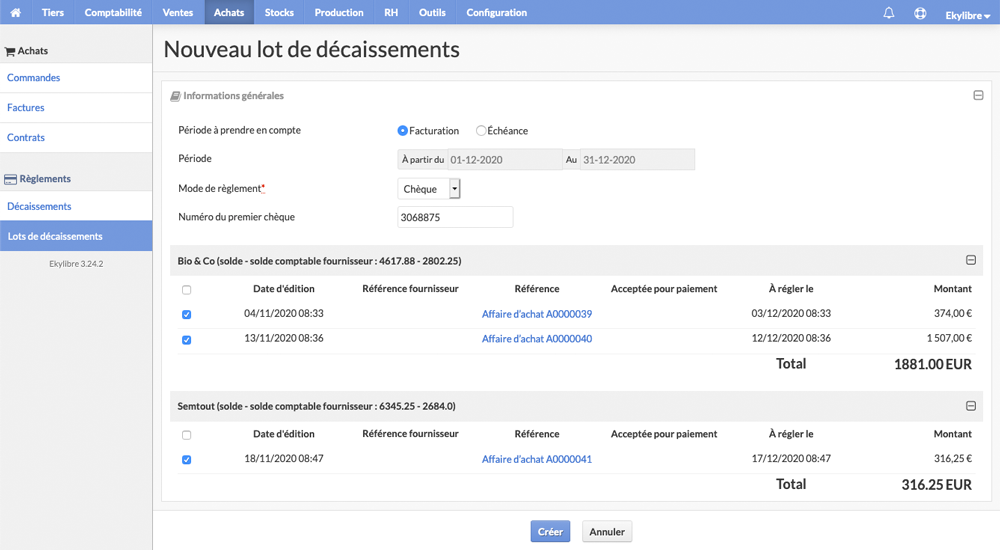 Tiers Comptabilité Ventes Achats Stocks Production RH Outils Configuration Ekylibre
Achats
Commandes
Factures
Contrats
Règlements
Décaissements
Lots de décaissements
Ekylibre 3.24.2
Nouveau lot de décaissements
Informations générales
Période à prendre en compte Facturation Échéance
Période À partir du 01-12-2020 Au 31-12-2020
Mode de règlement* Chèque
Numéro du premier chèque 3068875
Bio & Co (solde - solde comptable fournisseur : 4617.88 - 2802.25)
Date d'édition Référence fournisseur Référence Acceptée pour paiement À régler le Montant
04/11/2020 08:33 Affaire d'achat A0000039 03/12/2020 08:33 374,00 €
13/11/2020 08:36 Affaire d'achat A0000040 12/12/2020 08:36 1 507,00 €
Total 1881.00 EUR
Semtout (solde - solde comptable fournisseur : 6345.25 - 2684.0)
Date d'édition Référence fournisseur Référence Acceptée pour paiement À régler le Montant
18/11/2020 08:47 Affaire d'achat A0000041 17/12/2020 08:47 316,25 €
Total 316.25 EUR
Créer Annuler